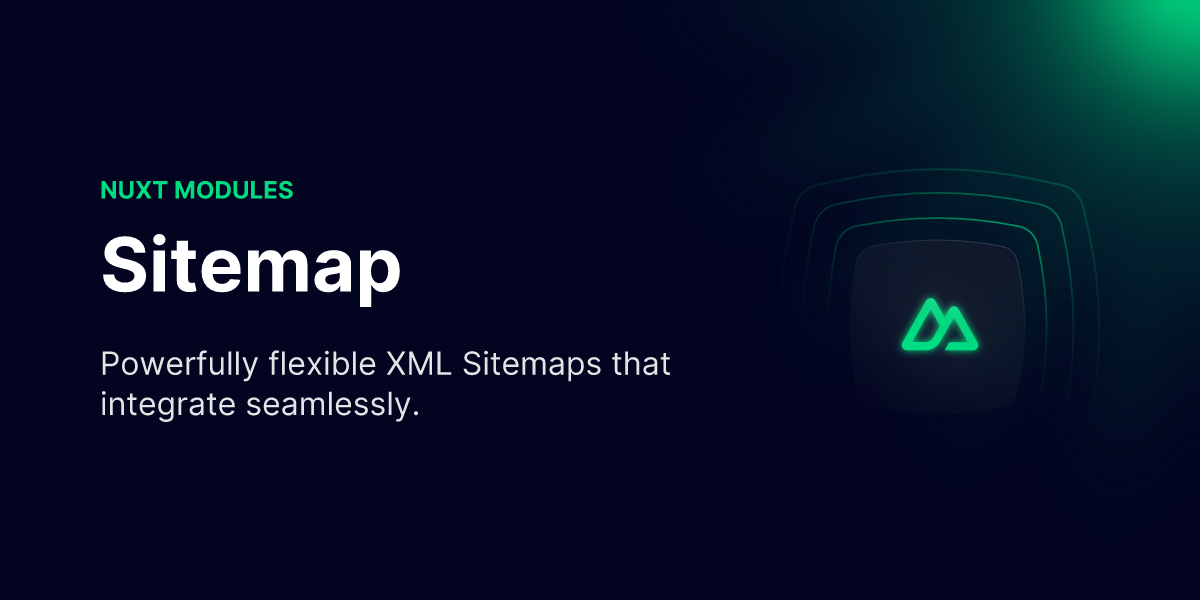 NUXT MODULES
Sitemap
Powerfully flexible XML Sitemaps that
integrate seamlessly.